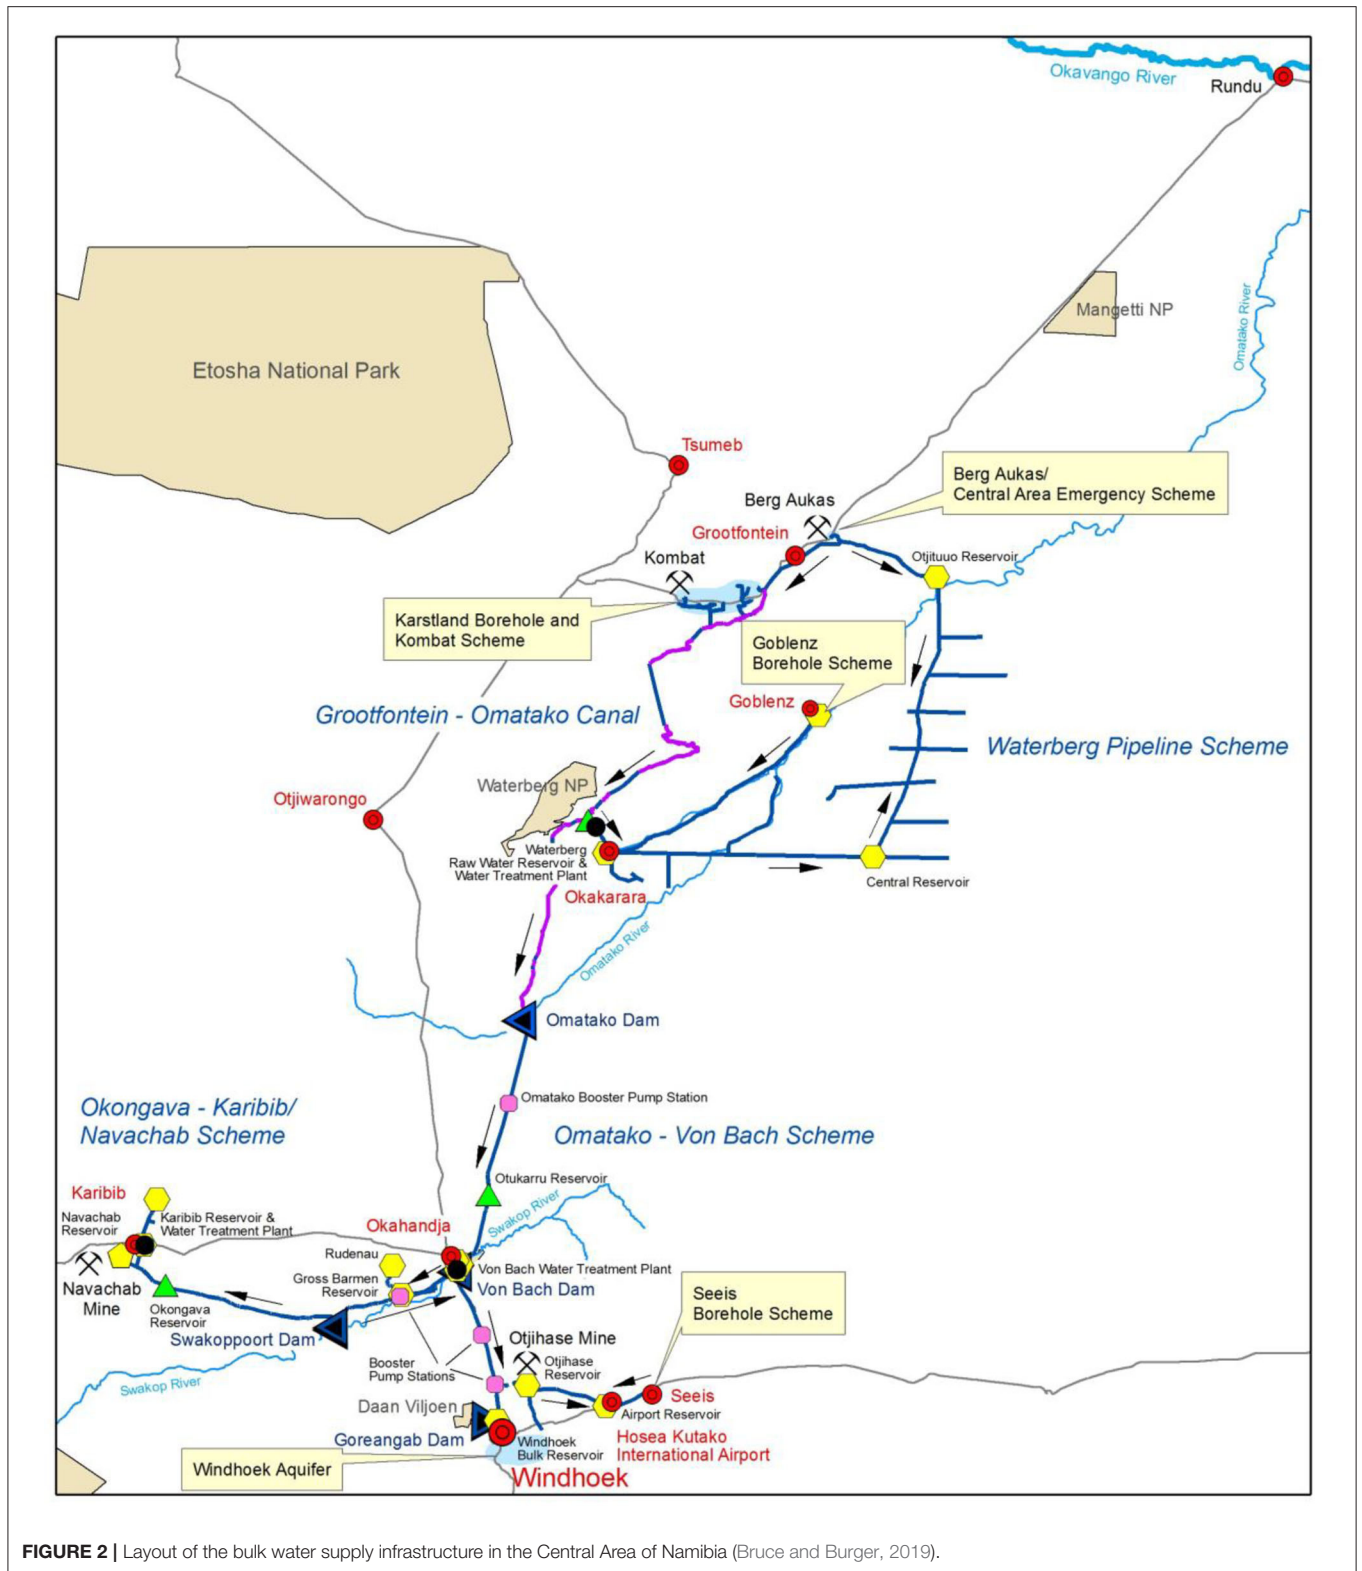 Okavango River
Rundu
Omatako River
Mangetti NP
Etosha National Park
Tsumeb
Berg Aukas/
Central Area Emergency Scheme
Berg Aukas
Grootfontein
Kombat
Otjituuo Reservoir
Karstland Borehole and
Kombat Scheme
Goblenz
Borehole Scheme
Goblenz
Grootfontein - Omatako Canal
Waterberg Pipeline Scheme
Waterberg NP
Otjiwarongo
Waterberg
Raw Water Reservoir &
Water Treatment Plant
Central Reservoir
Okakarara
Omatako River
Omatako Dam
Omatako Booster Pump Station
Okongava - Karibib/
Navachab Scheme
Omatako - Von Bach Scheme
Otukarru Reservoir
Karibib
Navachab
Reservoir
Karibib Reservoir &
Water Treatment Plant
Swakop River
Okahandja
Rudenau
Gross Barmen
Reservoir
Von Bach Water Treatment Plant
Von Bach Dam
Navachab
Mine
Okongava
Reservoir
Swakoppoort Dam
Seeis
Borehole Scheme
Otjihase Mine
Otjihase
Reservoir
Booster
Pump Stations
Swakop River
Seeis
Daan Viljoen
Airport Reservoir
Goreangab Dam
Windhoek
Bulk Reservoir
Hosea Kutako
International Airport
Windhoek Aquifer
Windhoek
FIGURE 2 | Layout of the bulk water supply infrastructure in the Central Area of Namibia (Bruce and Burger, 2019).